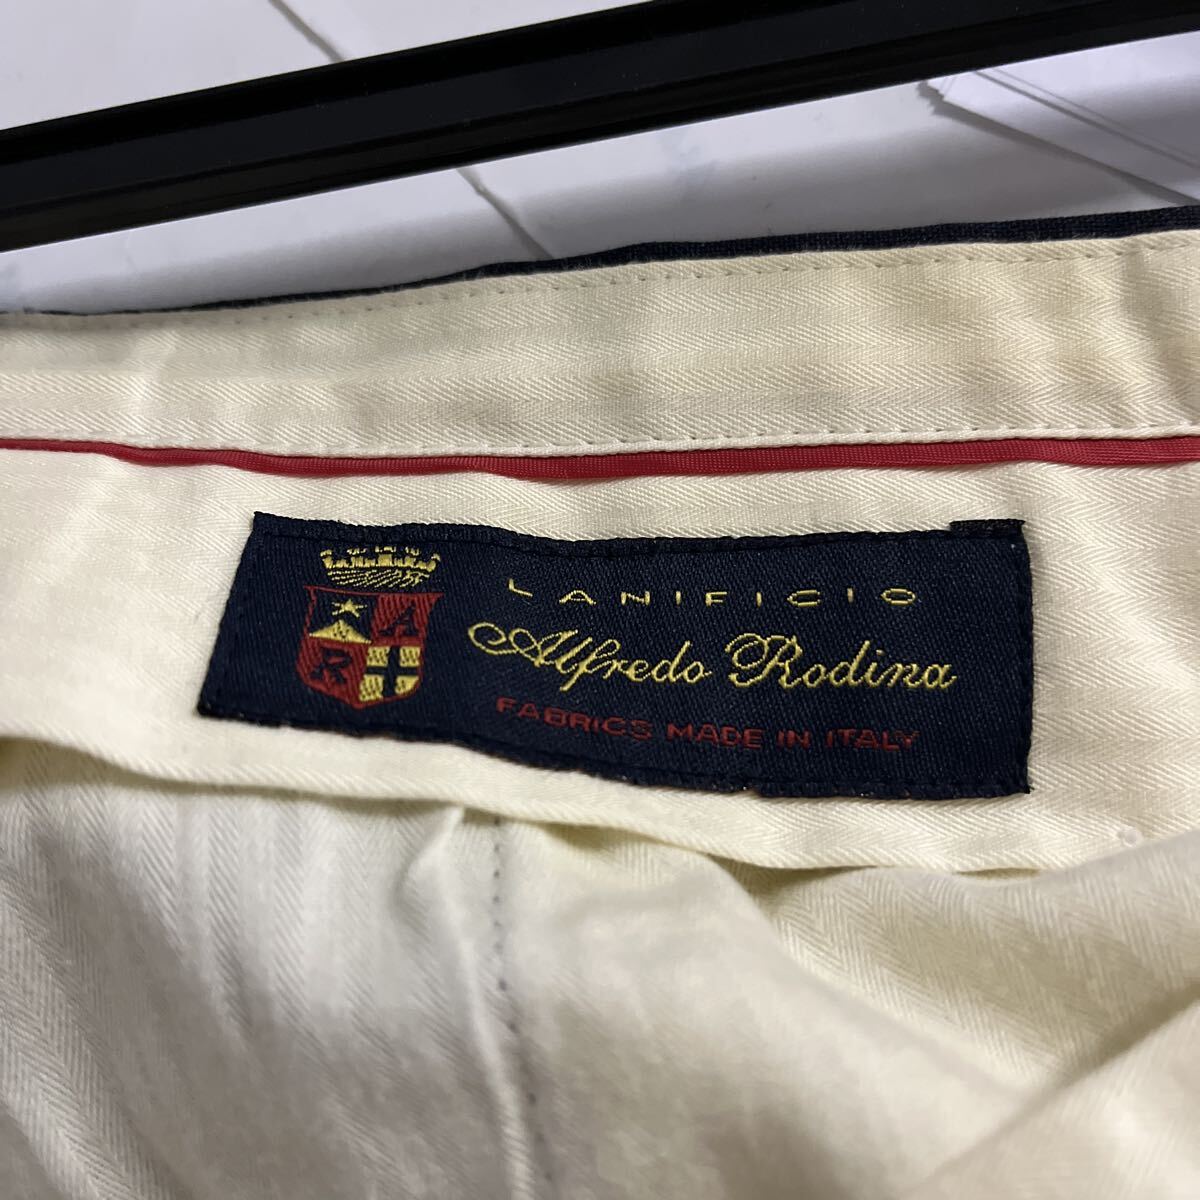 A
R
LANIFICIO
Alfredo Rodina
FABRICS MADE IN ITALY